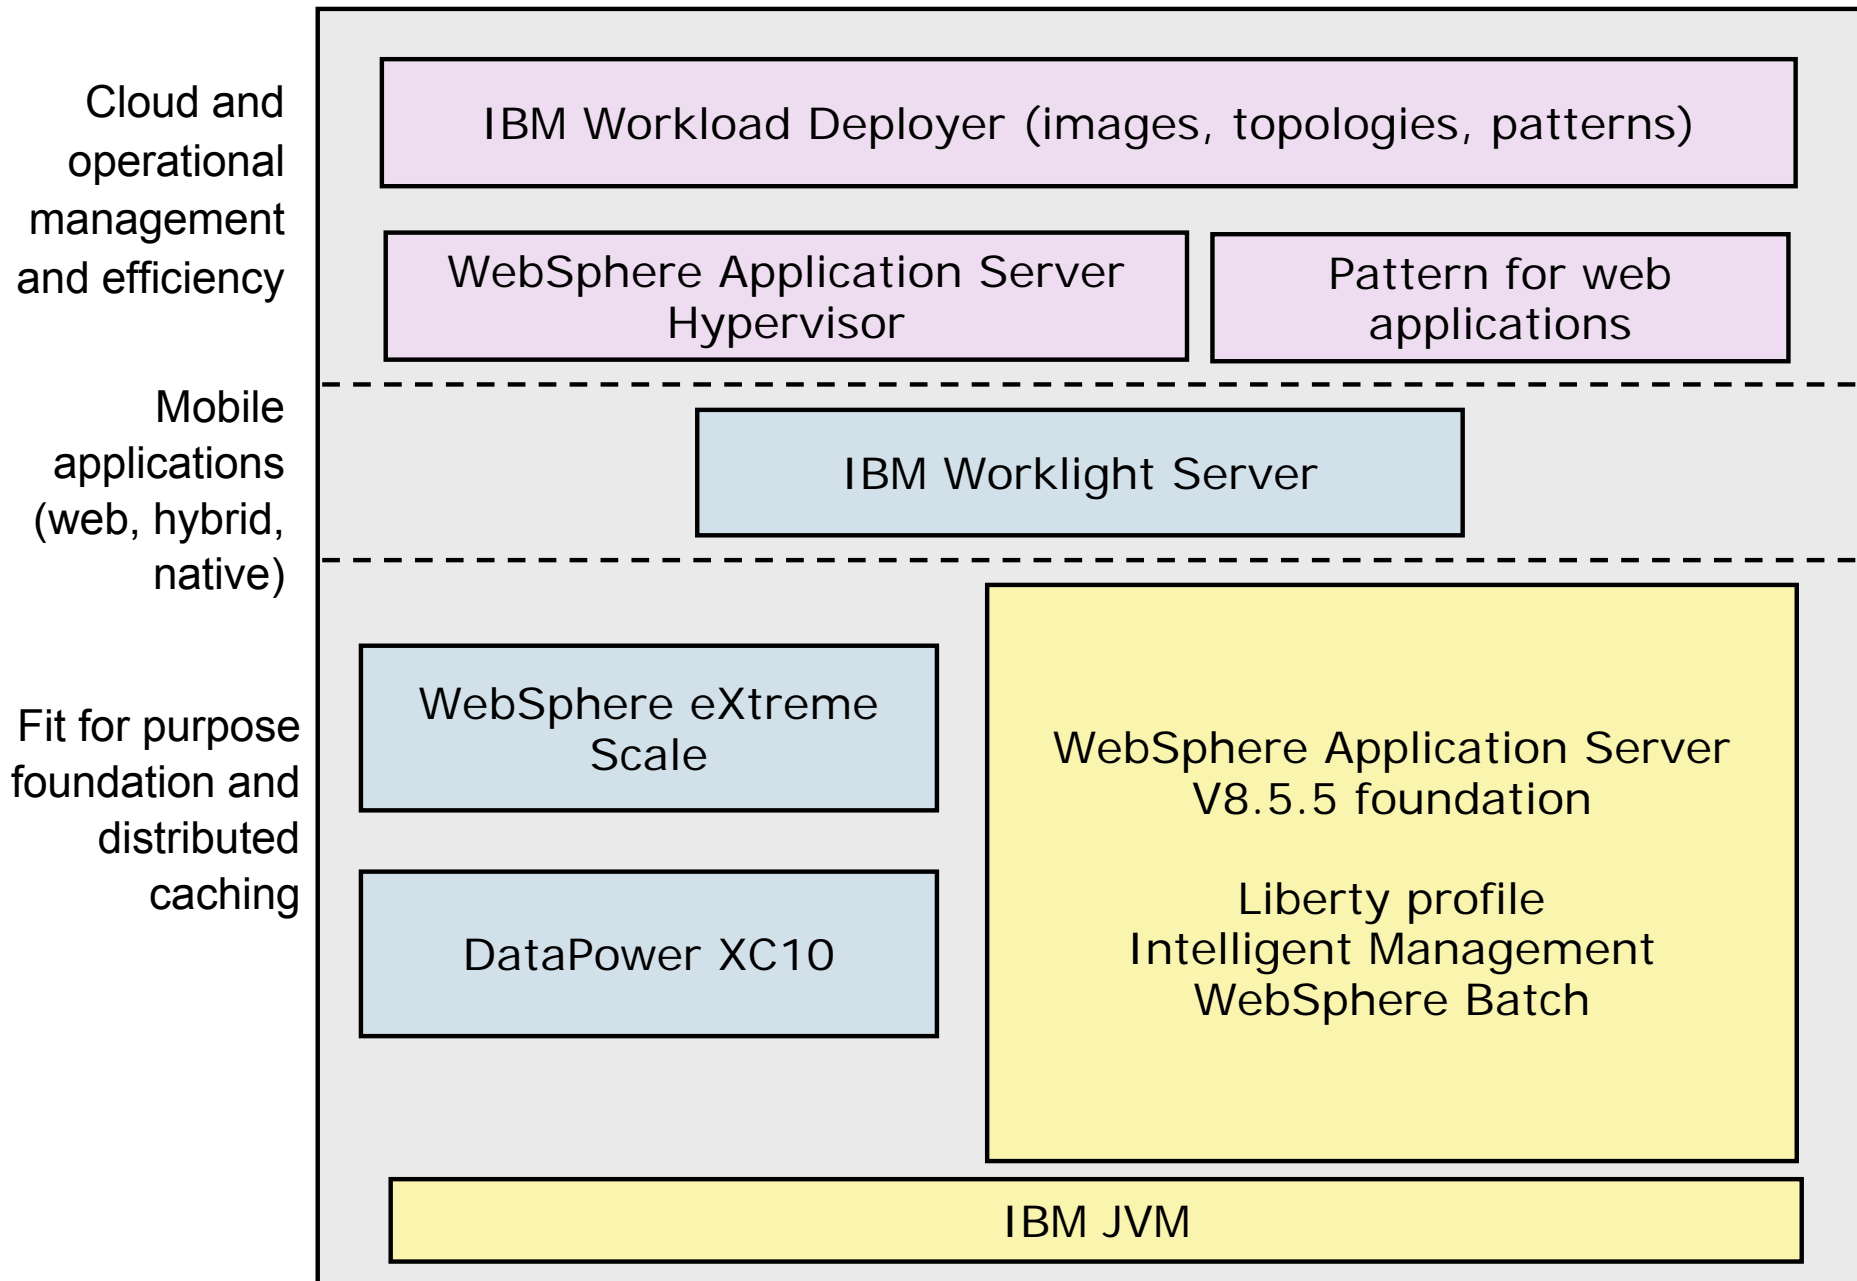 Cloud and
operational
management
and efficiency
IBM Workload Deployer (images, topologies, patterns)
WebSphere Application Server
Hypervisor
Pattern for web
applications
Mobile
applications
(web, hybrid,
native)
IBM Worklight Server
Fit for purpose
foundation and
distributed
caching
WebSphere eXtreme
Scale
DataPower XC10
WebSphere Application Server
V8.5.5 foundation
Liberty profile
Intelligent Management
WebSphere Batch
IBM JVM